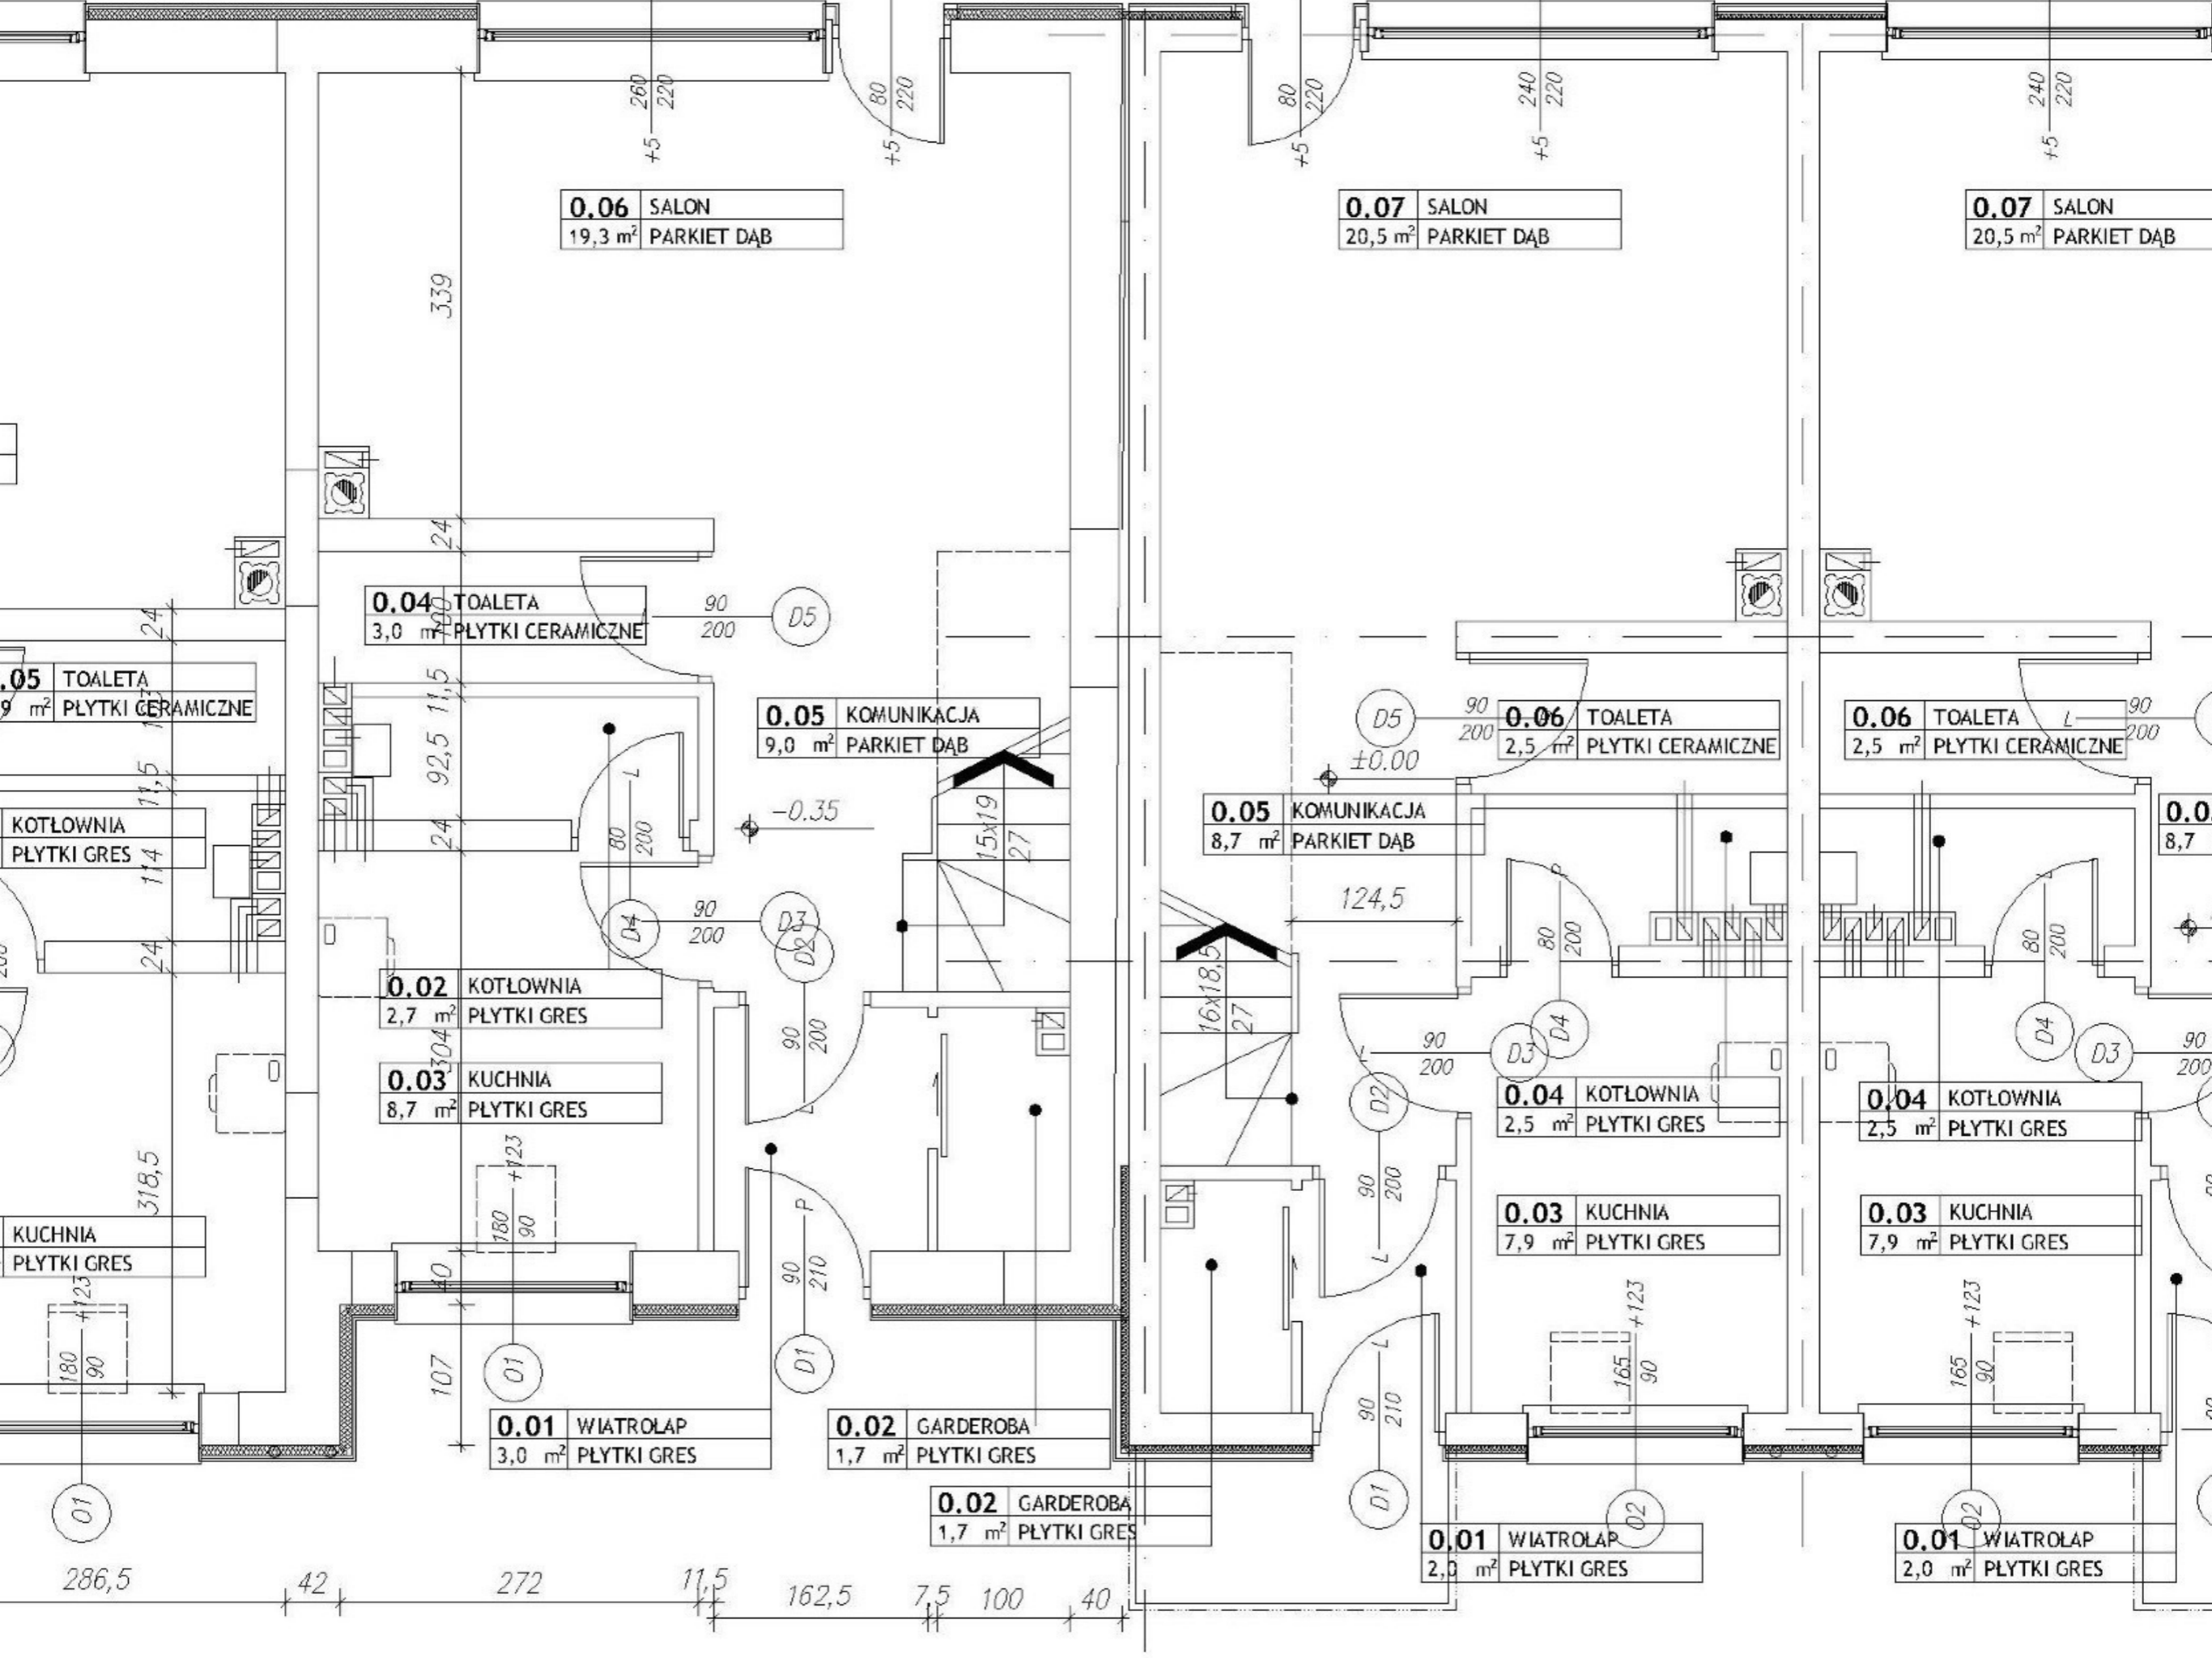 260
220
80
220
80
220
240
220
240
220
+5
+5
+5
+5
+5
0.06 SALON
19,3 m² PARKIET DĄB
0.07 SALON
20,5 m² PARKIET DĄB
0.07 SALON
20,5 m² PARKIET DĄB
339
24
0.04 TOALETA
3,0 m² PŁYTKI CERAMICZNE
90
200
D5
24
.05 TOALETA
9 m² PŁYTKI CERAMICZNE
11,5
0.05 KOMUNIKACJA
9,0 m² PARKIET DĄB
D5
90
200
0.06 TOALETA
2,5 m² PŁYTKI CERAMICZNE
0.06 TOALETA
2,5 m² PŁYTKI CERAMICZNE
L
90
200
±0.00
92,5
L
11,5
-0.35
15x19
27
0.05 KOMUNIKACJA
8,7 m² PARKIET DĄB
0.0
8,7
KOTŁOWNIA
PŁYTKI GRES
114
24
80
200
124,5
P
90
200
D4
D3
D2
80
200
80
200
24
16x18,5
27
0.02 KOTŁOWNIA
2,7 m² PŁYTKI GRES
304
90
200
D4
D4
L
90
200
D3
D3
90
200
0.03 KUCHNIA
8,7 m² PŁYTKI GRES
L
D2
0.04 KOTŁOWNIA
2,5 m² PŁYTKI GRES
0.04 KOTŁOWNIA
2,5 m² PŁYTKI GRES
318,5
+123
180
90
P
90
200
L
0.03 KUCHNIA
7,9 m² PŁYTKI GRES
0.03 KUCHNIA
7,9 m² PŁYTKI GRES
KUCHNIA
PŁYTKI GRES
40
90
210
+123
180
90
+123
165
90
+123
165
90
107
O1
D1
L
90
210
0.01 WIATROŁAP
3,0 m² PŁYTKI GRES
0.02 GARDEROBA
1,7 m² PŁYTKI GRES
O1
D1
0.02 GARDEROBA
1,7 m² PŁYTKI GRES
O2
O2
0.01 WIATROŁAP
2,0 m² PŁYTKI GRES
0.01 WIATROŁAP
2,0 m² PŁYTKI GRES
286,5
42
272
11,5
162,5
7,5
100
40